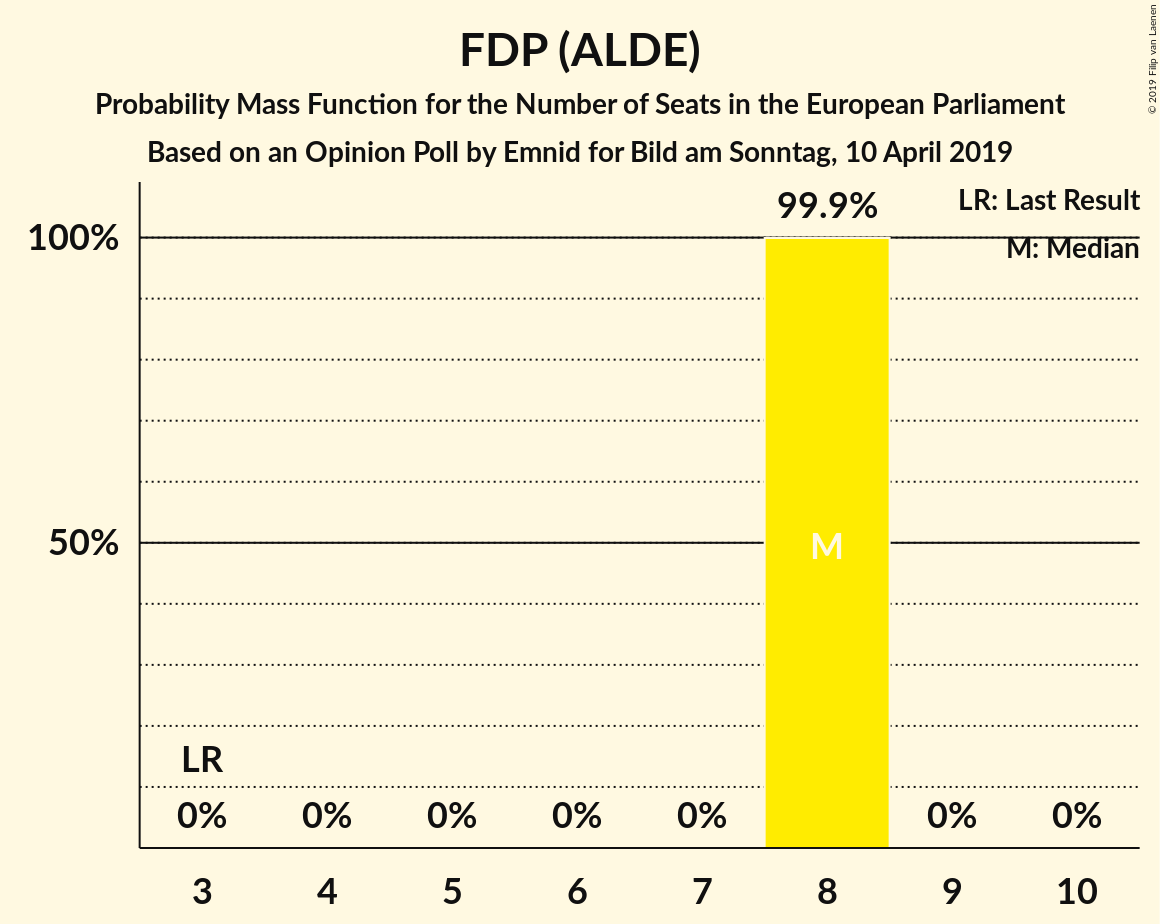 FDP (ALDE)
Probability Mass Function for the Number of Seats in the European Parliament
Based on an Opinion Poll by Emnid for Bild am Sonntag, 10 April 2019
© 2019 Filip van Laenen
LR: Last Result
M: Median
99.9%
100%
50%
M
LR
0% 0% 0% 0% 0% 0% 0%
3 4 5 6 7 8 9 10